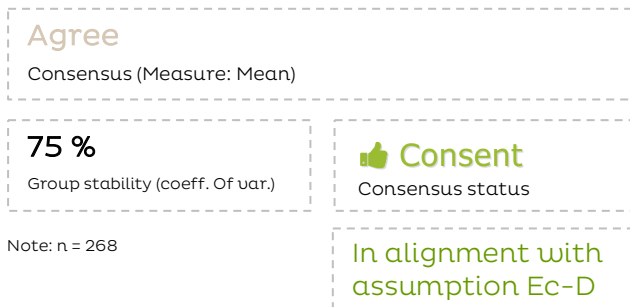 Agree
Consensus (Measure: Mean)
75 %
Group stability (coeff. Of var.)
Consent
Consensus status
Note: n = 268
In alignment with
assumption Ec-D